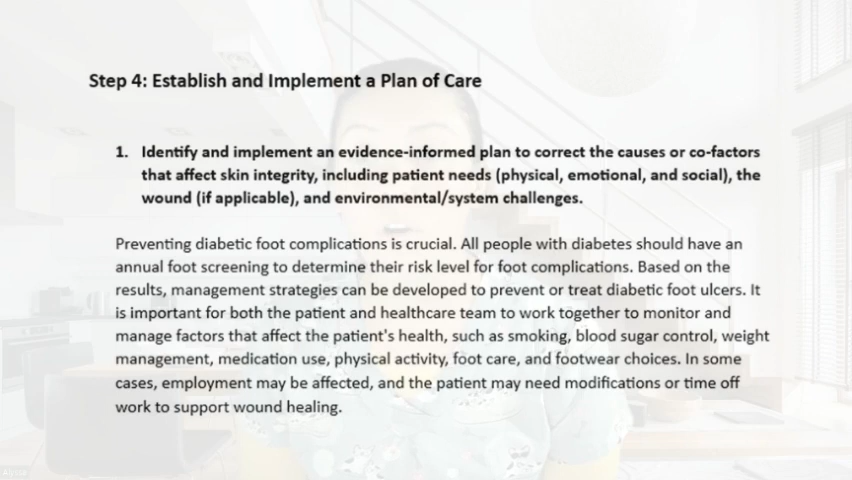 Step 4: Establish and Implement a Plan of Care
1. Identify and implement an evidence-informed plan to correct the causes or co-factors
that affect skin integrity, including patient needs (physical, emotional, and social), the
wound (if applicable), and environmental/system challenges.
Preventing diabetic foot complications is crucial. All people with diabetes should have an
annual foot screening to determine their risk level for foot complications. Based on the
results, management strategies can be developed to prevent or treat diabetic foot ulcers. It
is important for both the patient and healthcare team to work together to monitor and
manage factors that affect the patient's health, such as smoking, blood sugar control, weight
management, medication use, physical activity, foot care, and footwear choices. In some
cases, employment may be affected, and the patient may need modifications or time off
work to support wound healing.